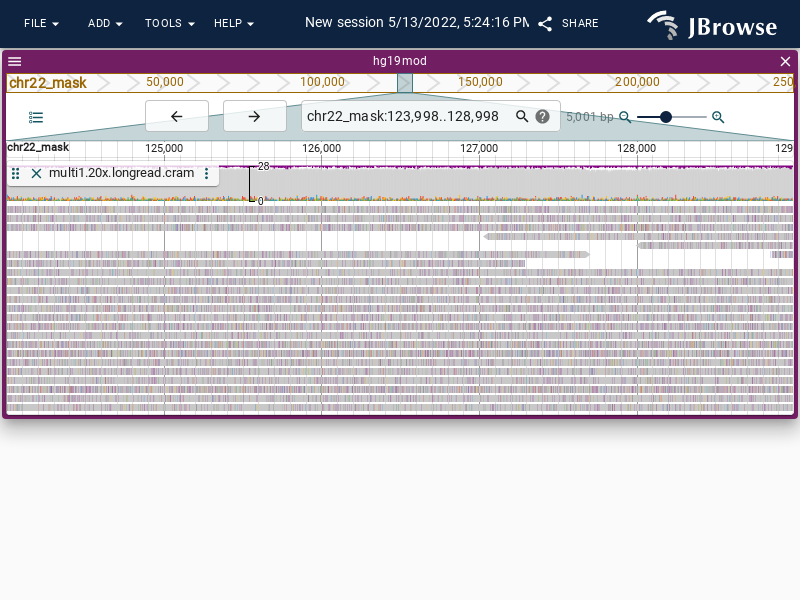 FILE ADD TOOLS HELP New session 5/13/2022, 5:24:16 PM SHARE JBrowse
hg19mod
chr22_mask 50,000 100,000 150,000 200,000 250
chr22_mask:123,998..128,998 5,001 bp
chr22_mask 125,000 126,000 127,000 128,000 129
multi1.20x.longread.cram 28
0